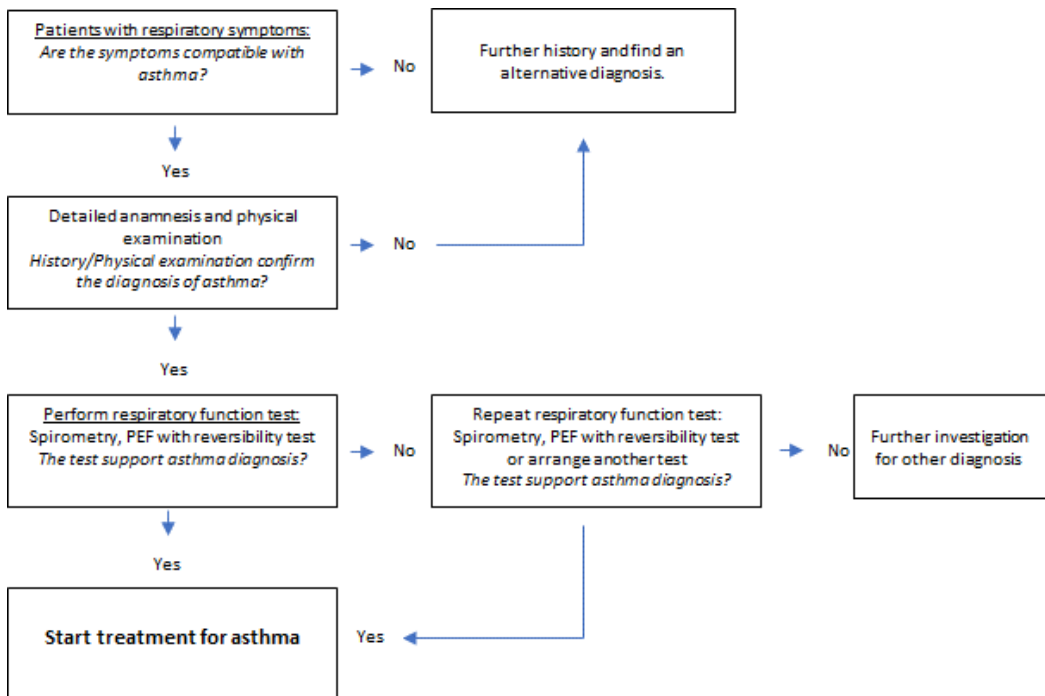 Patients with respiratory symptoms:
Are the symptoms compatible with
asthma?
No
Further history and find an
alternative diagnosis.
Yes
Detailed anamnesis and physical
examination
History/Physical examination confirm
the diagnosis of asthma?
No
Yes
Perform respiratory function test:
Spirometry, PEF with reversibility test
The test support asthma diagnosis?
No
Repeat respiratory function test:
Spirometry, PEF with reversibility test
or arrange another test
The test support asthma diagnosis?
No
Further investigation
for other diagnosis
Yes
Start treatment for asthma
Yes